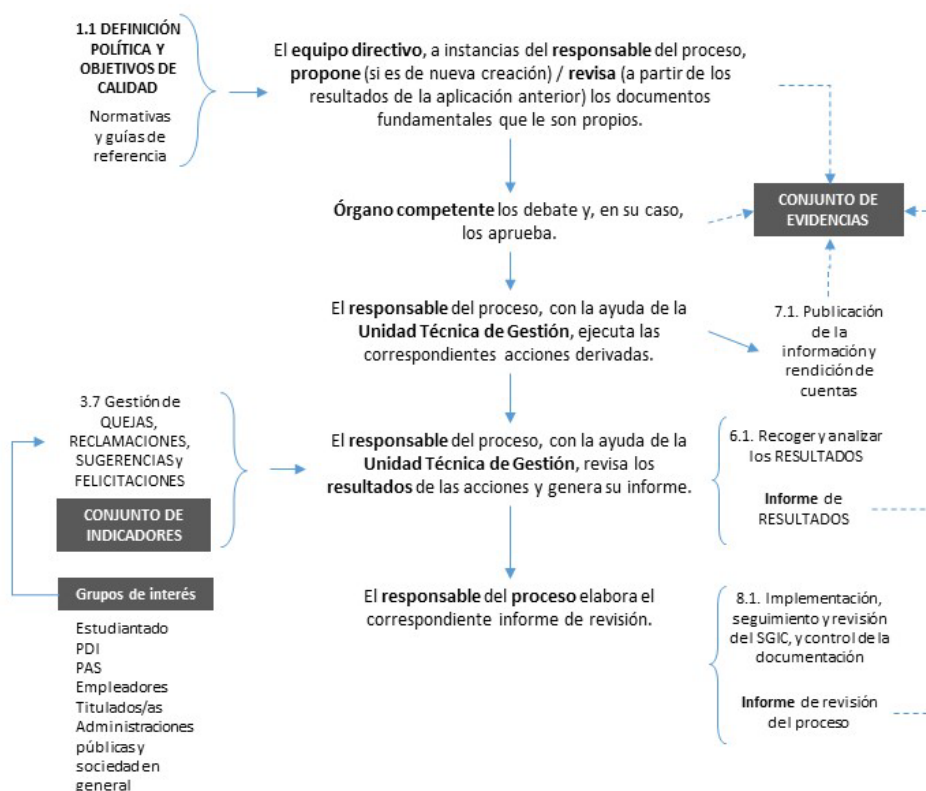 1.1 DEFINICIÓN
POLÍTICA Y
OBJETIVOS DE
CALIDAD
Normativas
y guías de
referencia
El equipo directivo, a instancias del responsable del proceso,
propone (si es de nueva creación) / revisa (a partir de los
resultados de la aplicación anterior) los documentos
fundamentales que le son propios.
Órgano competente los debate y, en su caso,
los aprueba.
CONJUNTO DE
EVIDENCIAS
El responsable del proceso, con la ayuda de la
Unidad Técnica de Gestión, ejecuta las
correspondientes acciones derivadas.
7.1. Publicación
de la
información y
rendición de
cuentas
3.7 Gestión de
QUEJAS,
RECLAMACIONES,
SUGERENCIAS y
FELICITACIONES
CONJUNTO DE
INDICADORES
El responsable del proceso, con la ayuda de la
Unidad Técnica de Gestión, revisa los
resultados de las acciones y genera su informe.
6.1. Recoger y analizar
los RESULTADOS
Informe de
RESULTADOS
Grupos de interés
Estudiantado
PDI
PAS
Empleadores
Titulados/as
Administraciones
públicas y
sociedad en
general
El responsable del proceso elabora el
correspondiente informe de revisión.
8.1. Implementación,
seguimiento y revisión
del SGIC, y control de la
documentación
Informe de revisión
del proceso